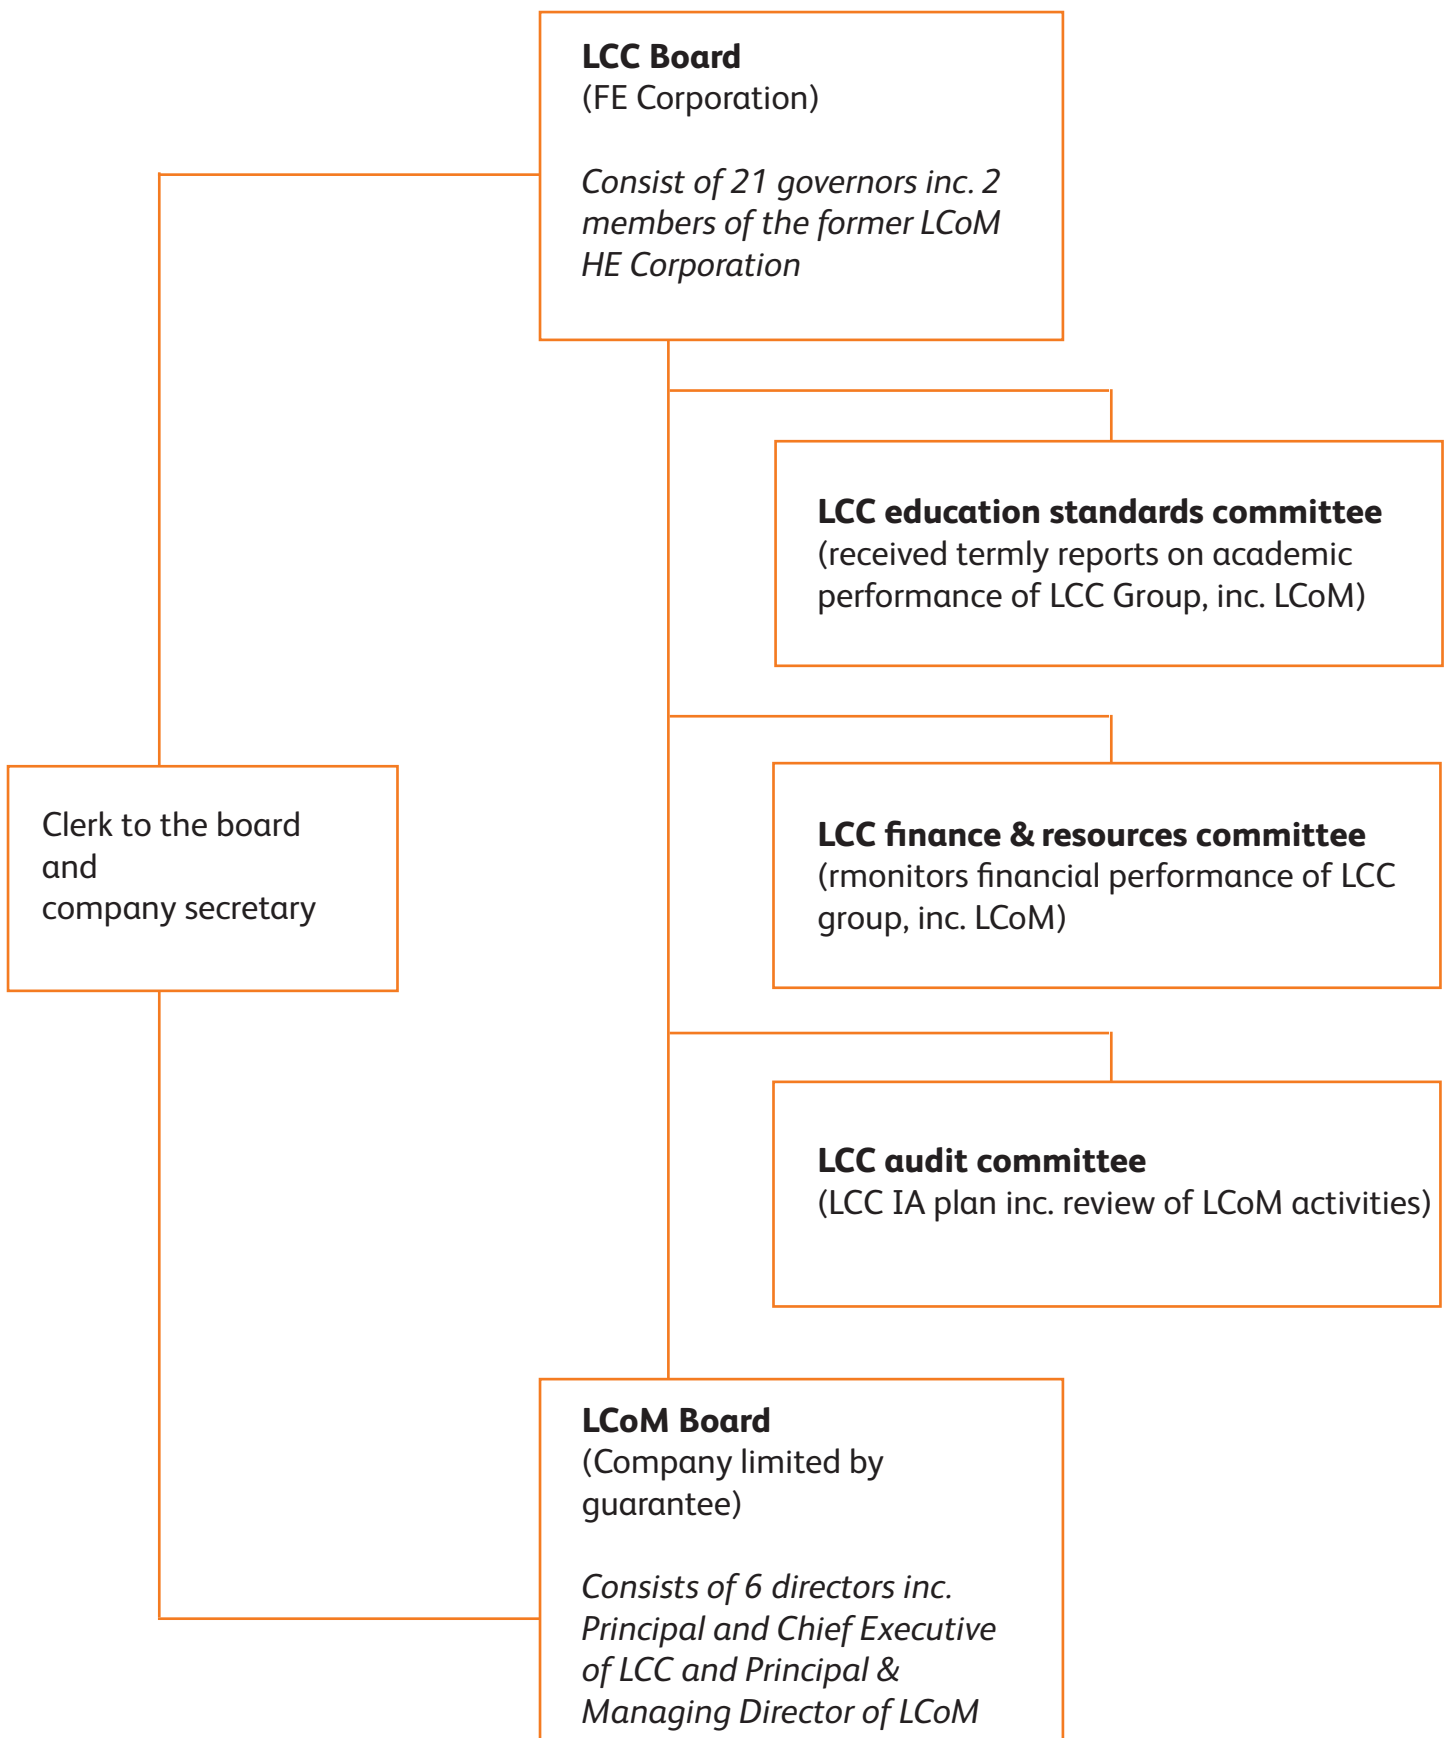 LCC Board
(FE Corporation)
Consist of 21 governors inc. 2
members of the former LCoM
HE Corporation
LCC education standards committee
(received termly reports on academic
performance of LCC Group, inc. LCoM)
Clerk to the board
and
company secretary
LCC finance & resources committee
(rmonitors financial performance of LCC
group, inc. LCoM)
LCC audit committee
(LCC IA plan inc. review of LCoM activities)
LCoM Board
(Company limited by
guarantee)
Consists of 6 directors inc.
Principal and Chief Executive
of LCC and Principal &
Managing Director of LCoM